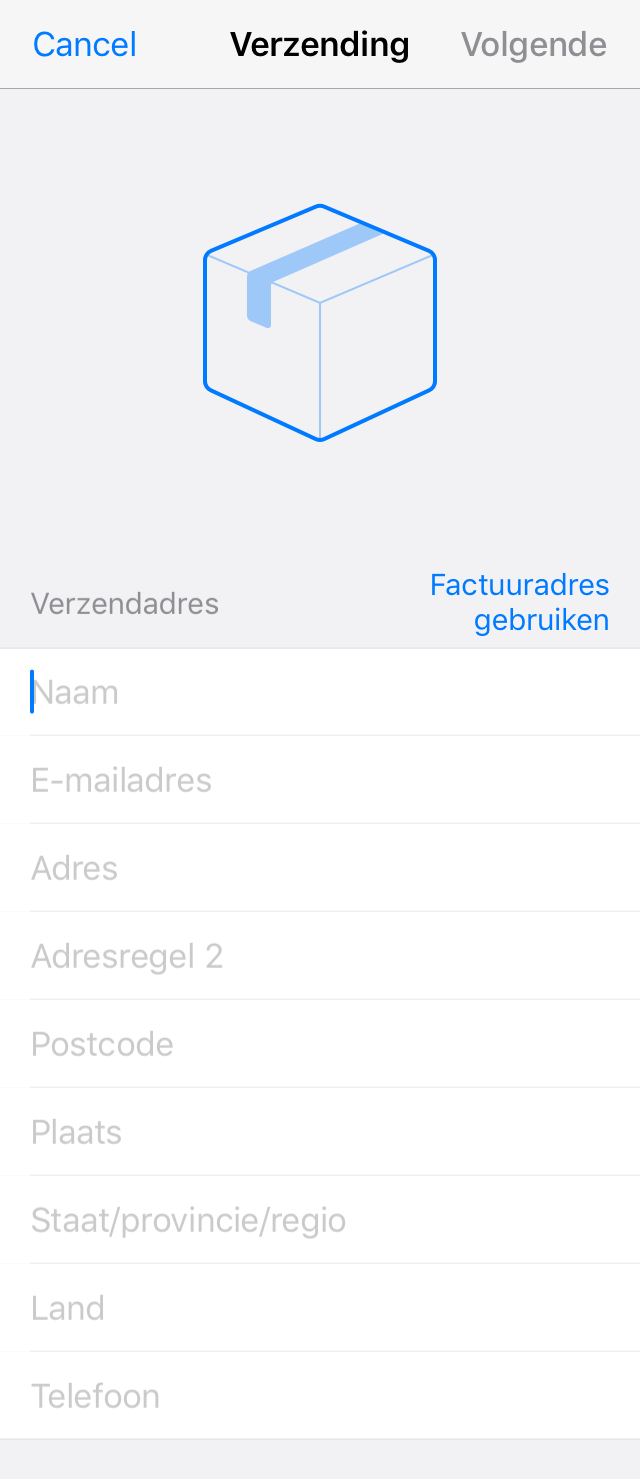 Cancel Verzending Volgende
Verzendadres
Factuuradres
gebruiken
Naam
E-mailadres
Adres
Adresregel 2
Postcode
Plaats
Staat/provincie/regio
Land
Telefoon